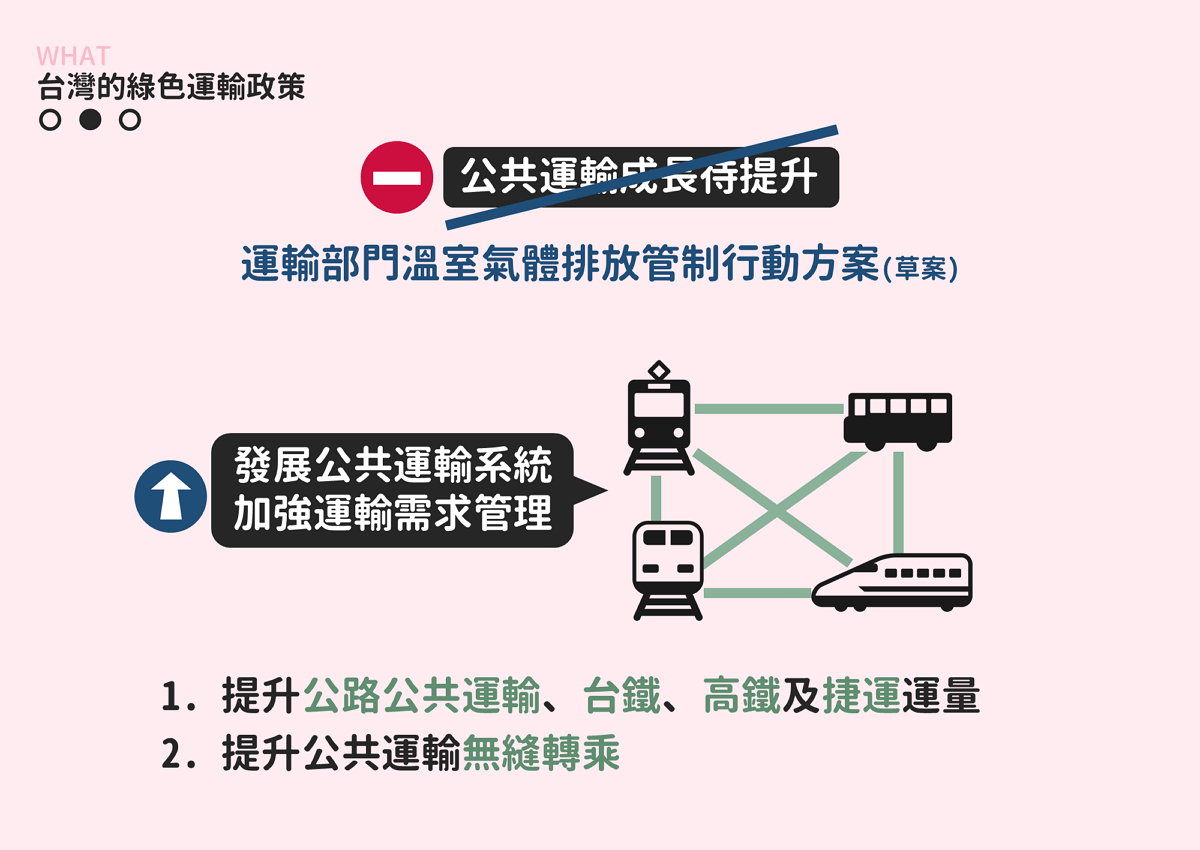 WHAT
台灣的綠色運輸政策
公共運輸成長待提升
運輸部門溫室氣體排放管制行動方案(草案)
發展公共運輸系統
加強運輸需求管理
1. 提升公路公共運輸、台鐵、高鐵及捷運運量
2. 提升公共運輸無縫轉乘